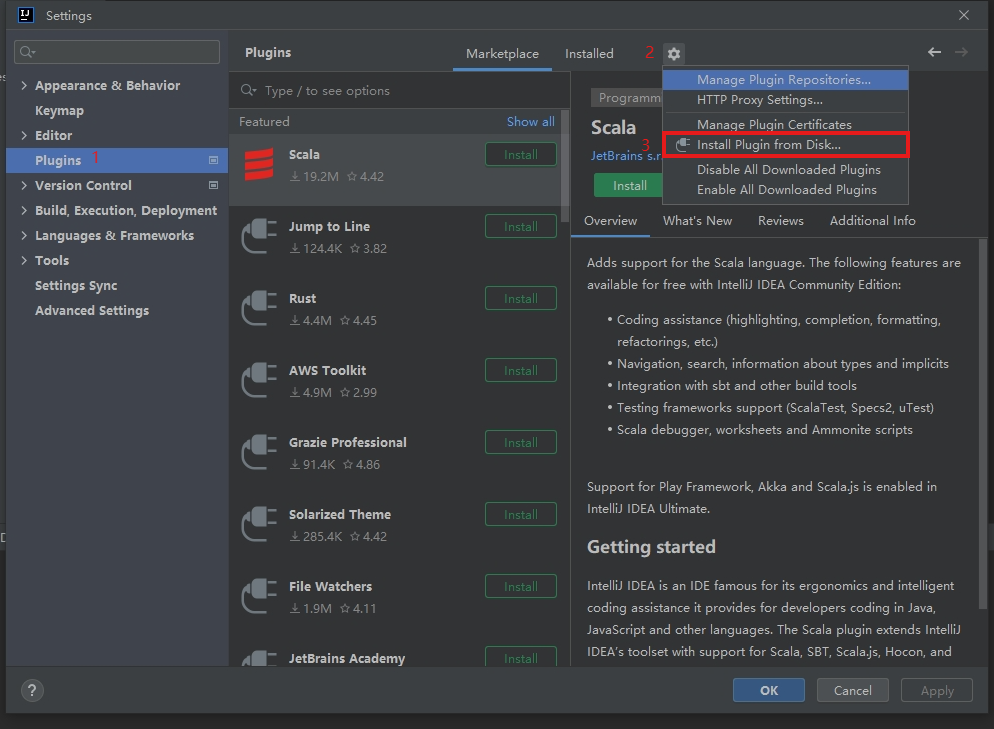 IJ
Settings
Plugins
Marketplace
Installed
2
Appearance & Behavior
Keymap
Editor
Plugins 1
Version Control
Build, Execution, Deployment
Languages & Frameworks
Tools
Settings Sync
Advanced Settings
Type / to see options
Featured
Show all
Scala
Install
19.2M 4.42
Jump to Line
Install
124.4K 3.82
Rust
Install
4.4M 4.45
AWS Toolkit
Install
4.9M 2.99
Grazie Professional
Install
91.4K 4.86
Solarized Theme
Install
285.4K 4.42
File Watchers
Install
1.9M 4.11
JetBrains Academy
Install
Manage Plugin Repositories...
HTTP Proxy Settings...
Manage Plugin Certificates
3 Install Plugin from Disk...
Disable All Downloaded Plugins
Enable All Downloaded Plugins
Programm
Scala
JetBrains s.r
Install
Overview
What's New
Reviews
Additional Info
Adds support for the Scala language. The following features are
available for free with IntelliJ IDEA Community Edition:
• Coding assistance (highlighting, completion, formatting,
refactorings, etc.)
• Navigation, search, information about types and implicits
• Integration with sbt and other build tools
• Testing frameworks support (ScalaTest, Specs2, uTest)
• Scala debugger, worksheets and Ammonite scripts
Support for Play Framework, Akka and Scala.js is enabled in
IntelliJ IDEA Ultimate.
Getting started
IntelliJ IDEA is an IDE famous for its ergonomics and intelligent
coding assistance it provides for developers coding in Java,
JavaScript and other languages. The Scala plugin extends IntelliJ
IDEA's toolset with support for Scala, SBT, Scala.js, Hocon, and
?
OK
Cancel
Apply